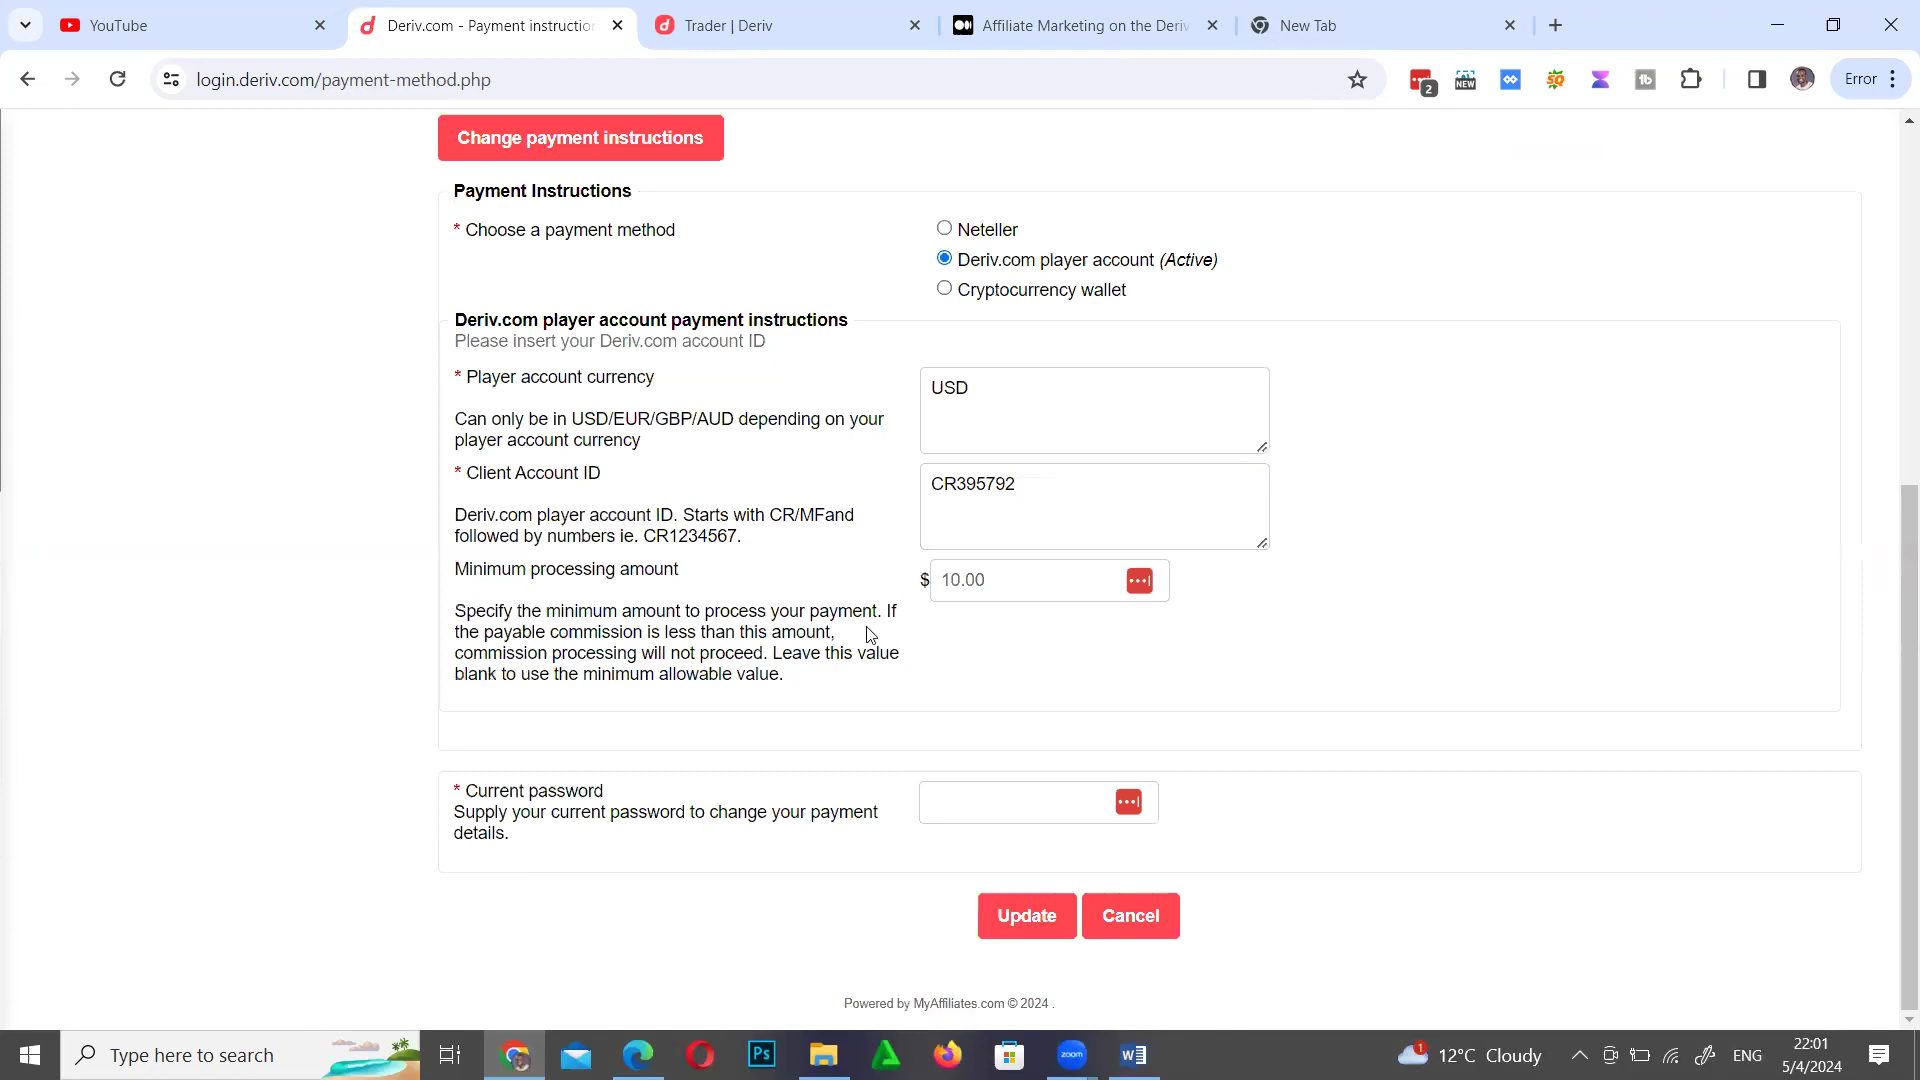 YouTube
Deriv.com - Payment instruction
Trader | Deriv
Affiliate Marketing on the Deriv
New Tab
login.deriv.com/payment-method.php
2
NEW
SQ
tb
Error
Change payment instructions
Payment Instructions
* Choose a payment method
Neteller
Deriv.com player account (Active)
Cryptocurrency wallet
Deriv.com player account payment instructions
Please insert your Deriv.com account ID
* Player account currency
USD
Can only be in USD/EUR/GBP/AUD depending on your
player account currency
* Client Account ID
CR395792
Deriv.com player account ID. Starts with CR/MFand
followed by numbers ie. CR1234567.
Minimum processing amount
$ 10.00
Specify the minimum amount to process your payment. If
the payable commission is less than this amount,
commission processing will not proceed. Leave this value
blank to use the minimum allowable value.
* Current password
Supply your current password to change your payment
details.
Update
Cancel
Powered by MyAffiliates.com © 2024 .
Type here to search
Ps
zoom
W
1
12°C Cloudy
ENG
22:01
5/4/2024